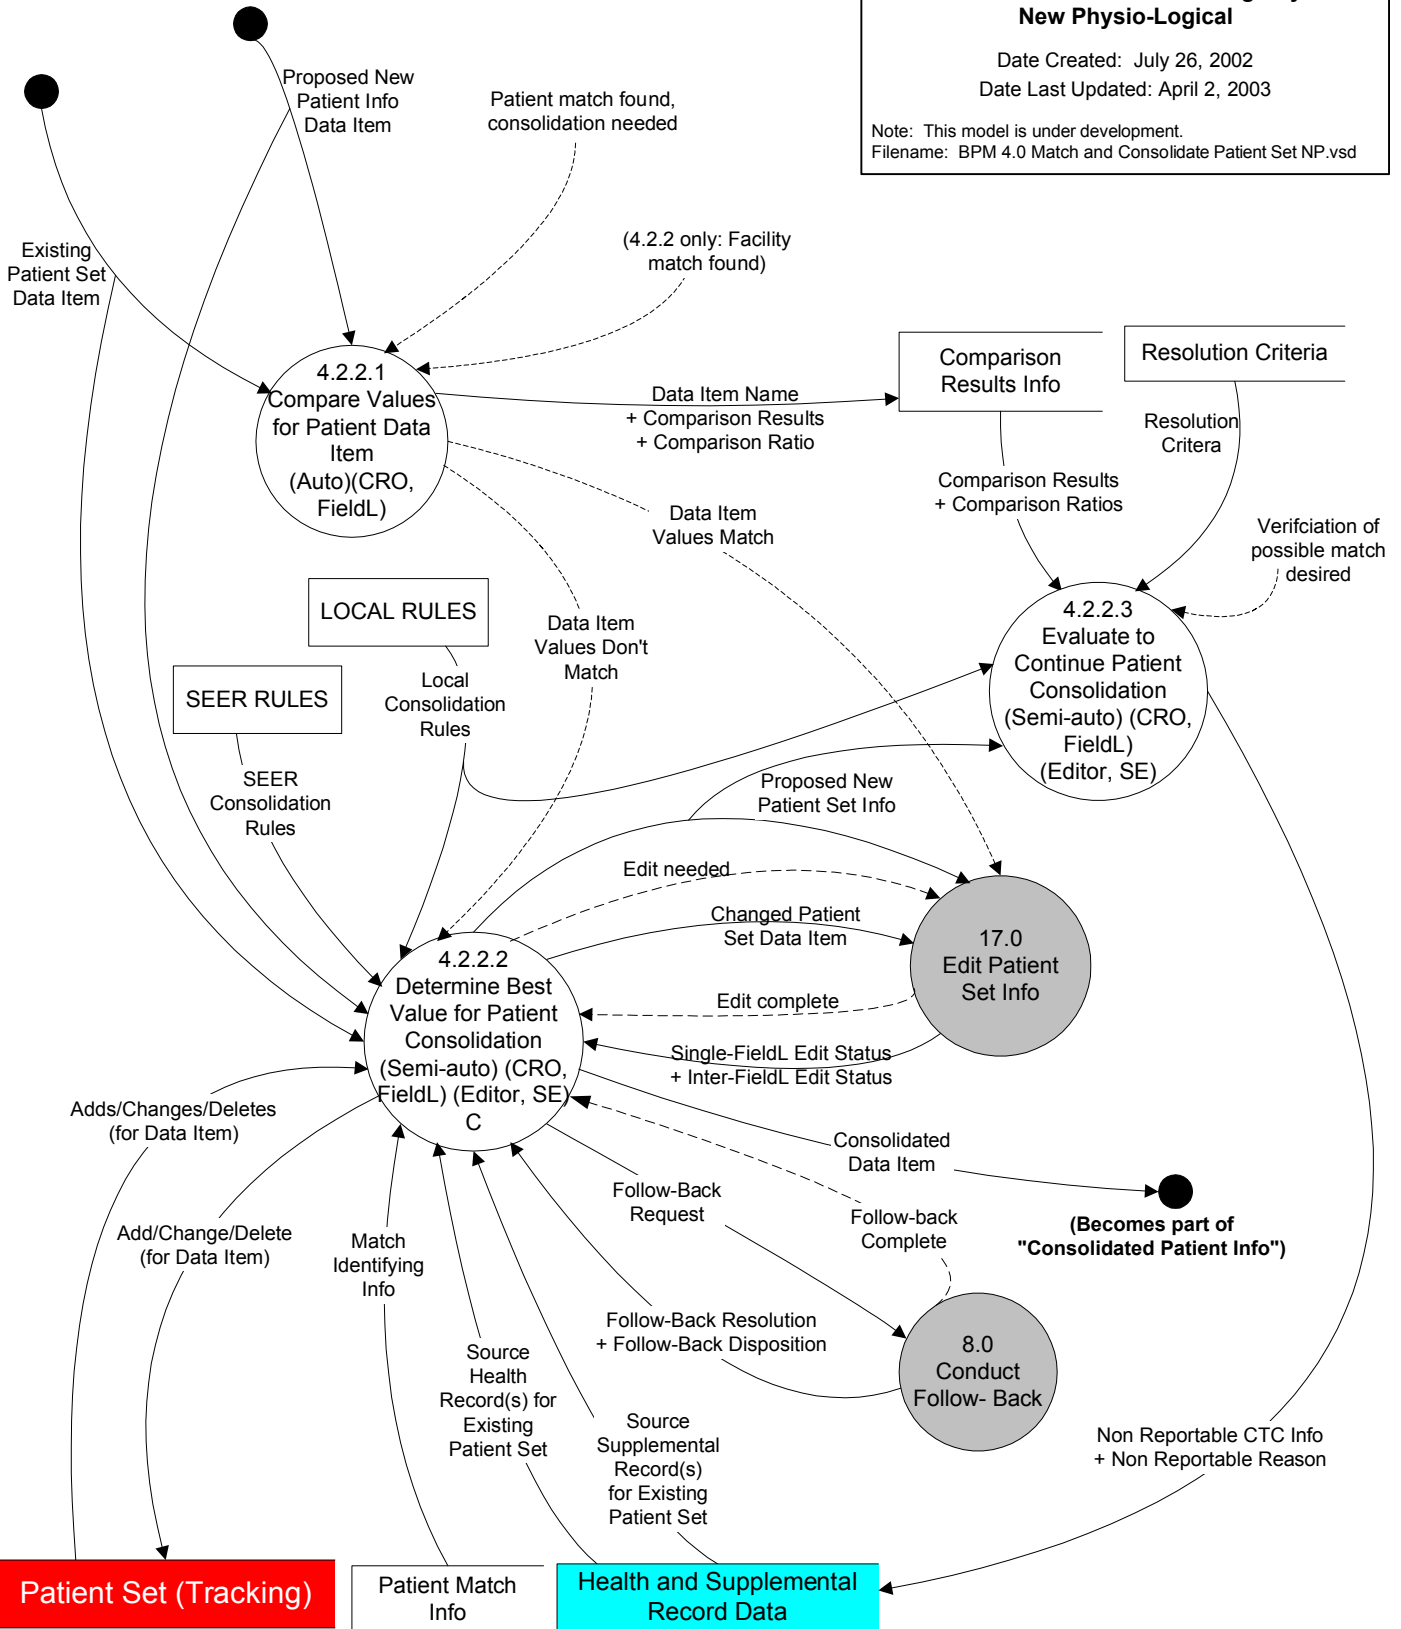 New Physio-Logical
Date Created: July 26, 2002
Date Last Updated: April 2, 2003
Note: This model is under development.
Filename: BPM 4.0 Match and Consolidate Patient Set NP.vsd
Proposed New
Patient Info
Data Item
Patient match found,
consolidation needed
Existing
Patient Set
Data Item
(4.2.2 only: Facility
match found)
4.2.2.1
Compare Values
for Patient Data
Item
(Auto)(CRO,
FieldL)
Data Item Name
+ Comparison Results
+ Comparison Ratio
Comparison
Results Info
Resolution Criteria
Resolution
Critera
Comparison Results
+ Comparison Ratios
Data Item
Values Match
Verifciation of
possible match
desired
LOCAL RULES
Data Item
Values Don't
Match
4.2.2.3
Evaluate to
Continue Patient
Consolidation
(Semi-auto) (CRO,
FieldL)
(Editor, SE)
SEER RULES
Local
Consolidation
Rules
SEER
Consolidation
Rules
Proposed New
Patient Set Info
Edit needed
Changed Patient
Set Data Item
17.0
Edit Patient
Set Info
4.2.2.2
Determine Best
Value for Patient
Consolidation
(Semi-auto) (CRO,
FieldL) (Editor, SE)
C
Edit complete
Single-FieldL Edit Status
+ Inter-FieldL Edit Status
Adds/Changes/Deletes
(for Data Item)
Consolidated
Data Item
Follow-Back
Request
Follow-back
Complete
(Becomes part of
"Consolidated Patient Info")
Add/Change/Delete
(for Data Item)
Match
Identifying
Info
Follow-Back Resolution
+ Follow-Back Disposition
8.0
Conduct
Follow- Back
Source
Health
Record(s) for
Existing
Patient Set
Source
Supplemental
Record(s)
for Existing
Patient Set
Non Reportable CTC Info
+ Non Reportable Reason
Patient Set (Tracking)
Patient Match
Info
Health and Supplemental
Record Data